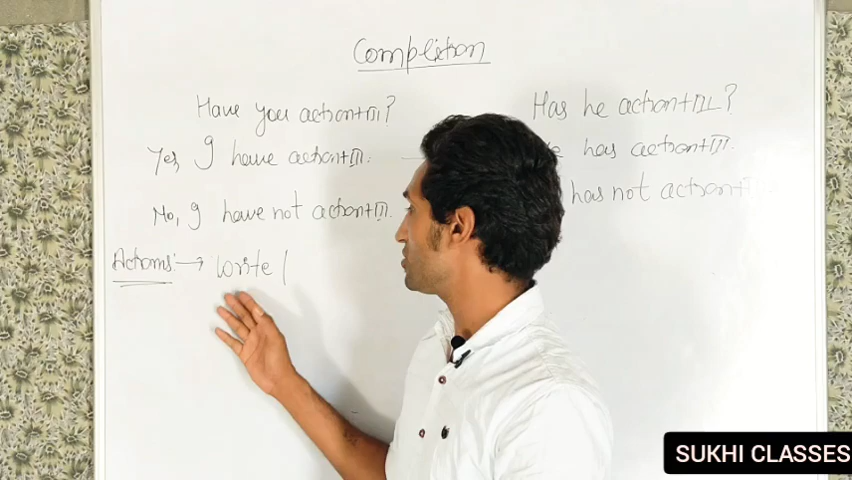 Completion
Have you action+III?
Yes, I have action+III.
No, I have not action+III.
Actions:→ write |
Has he action+III?
has action+III.
has not action+
SUKHI CLASSES